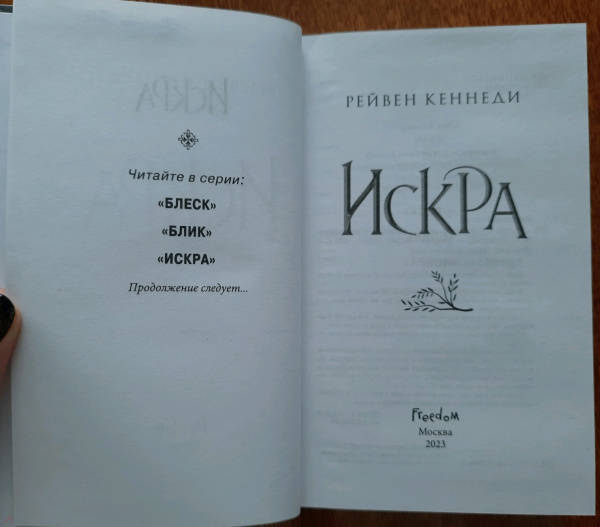 Читайте в серии:
«БЛЕСК»
«БЛИК»
«ИСКРА»
Продолжение следует...
РЕЙВЕН КЕННЕДИ
ИСКРА
Freedom
Москва
2023